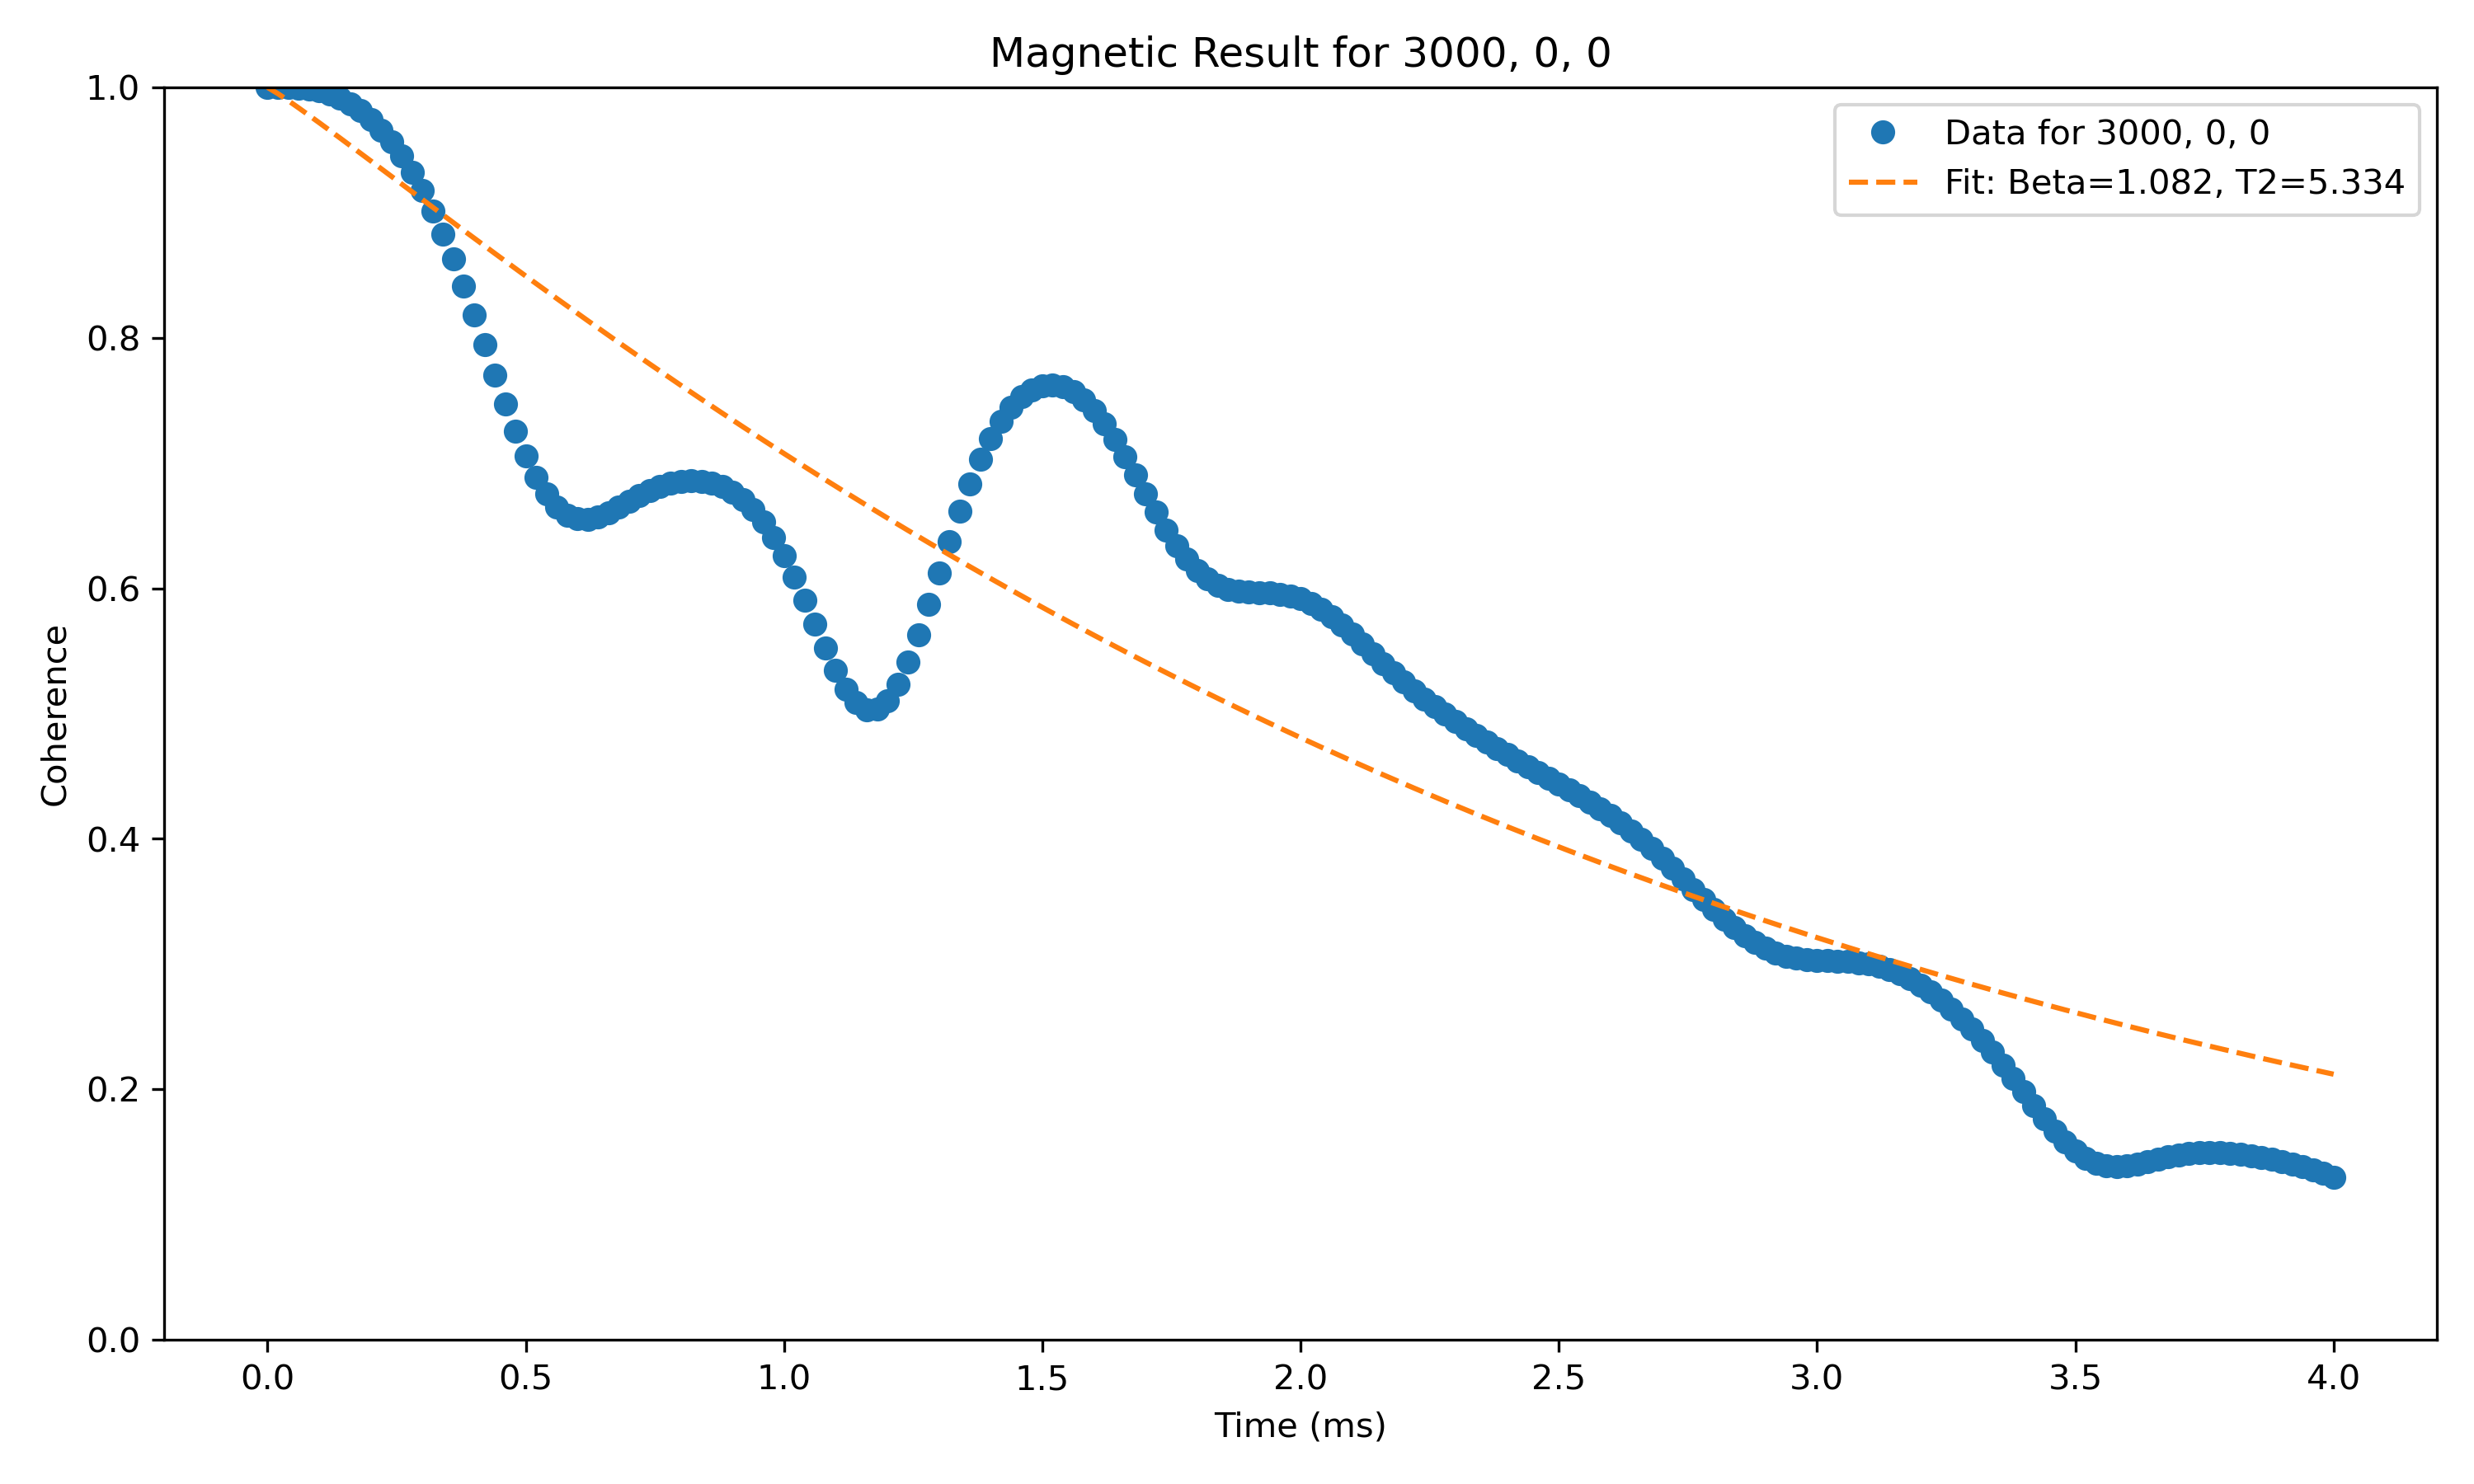 Magnetic Result for 3000, 0, 0
Data for 3000, 0, 0
Fit: Beta=1.082, T2=5.334
Coherence
1.0
0.8
0.6
0.4
0.2
0.0
0.0 0.5 1.0 1.5 2.0 2.5 3.0 3.5 4.0
Time (ms)